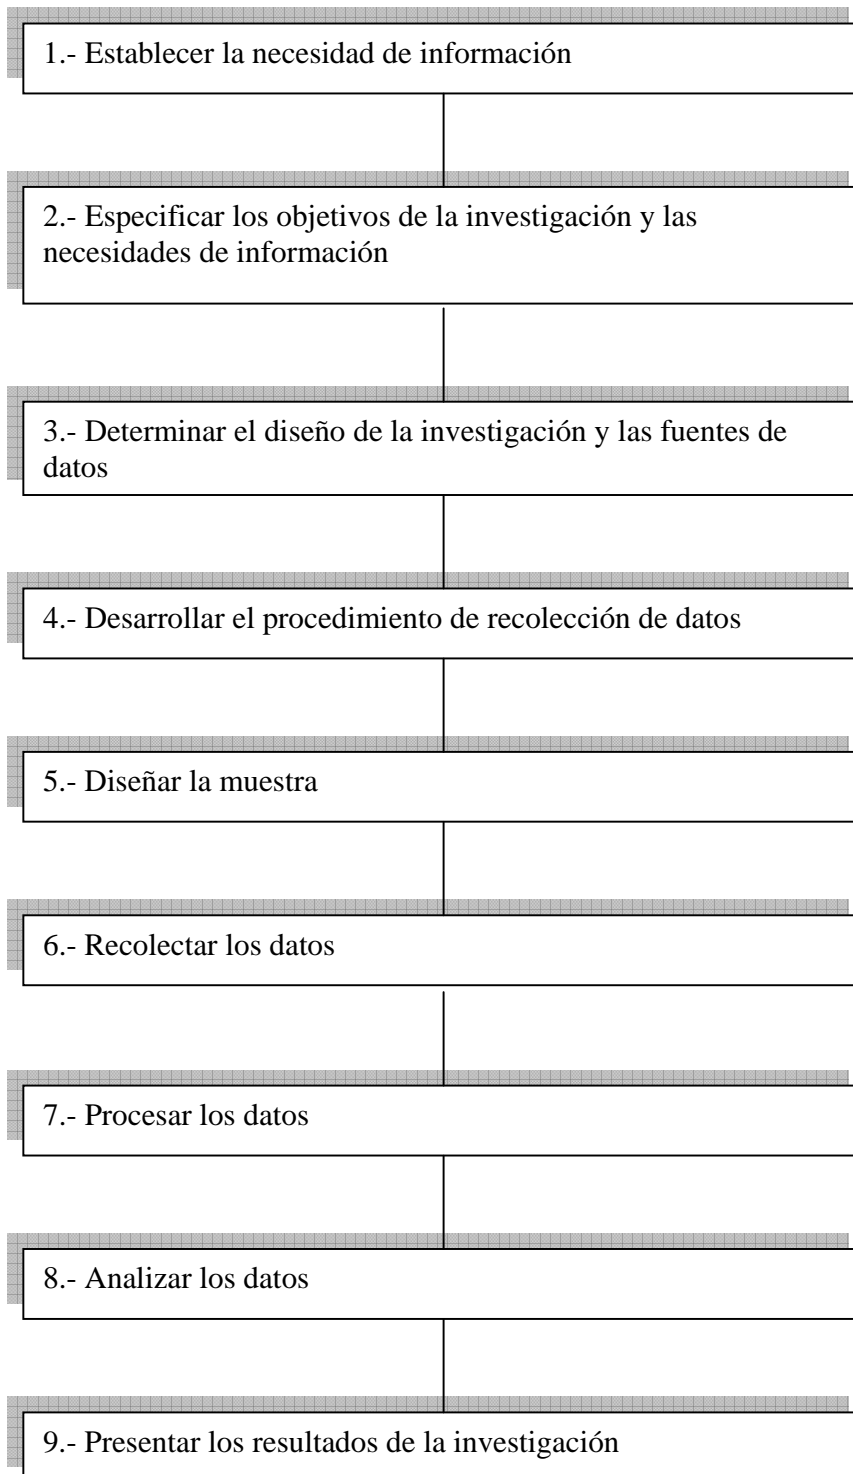 1.- Establecer la necesidad de información
2.- Especificar los objetivos de la investigación y las
necesidades de información
3.- Determinar el diseño de la investigación y las fuentes de
datos
4.- Desarrollar el procedimiento de recolección de datos
5.- Diseñar la muestra
6.- Recolectar los datos
7.- Procesar los datos
8.- Analizar los datos
9.- Presentar los resultados de la investigación